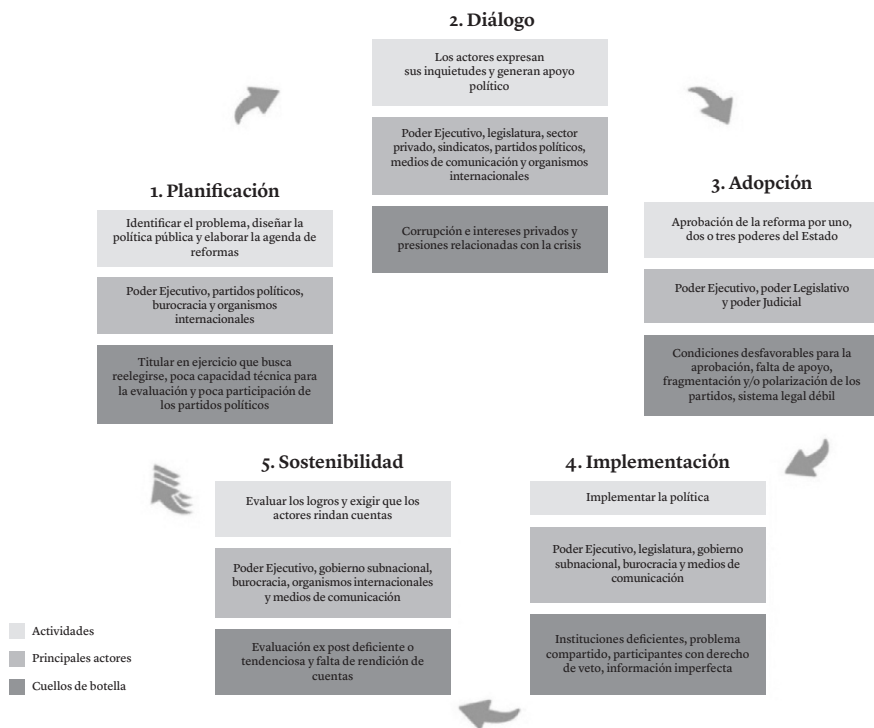 2. Diálogo
Los actores expresan
sus inquietudes y generan apoyo
político
Poder Ejecutivo, legislatura, sector
privado, sindicatos, partidos políticos,
medios de comunicación y organismos
internacionales
Corrupción e intereses privados y
presiones relacionadas con la crisis
1. Planificación
Identificar el problema, diseñar la
política pública y elaborar la agenda de
reformas
Poder Ejecutivo, partidos políticos,
burocracia y organismos
internacionales
Titular en ejercicio que busca
reelegirse, poca capacidad técnica para
la evaluación y poca participación de
los partidos políticos
3. Adopción
Aprobación de la reforma por uno,
dos o tres poderes del Estado
Poder Ejecutivo, poder Legislativo
y poder Judicial
Condiciones desfavorables para la
aprobación, falta de apoyo,
fragmentación y/o polarización de los
partidos, sistema legal débil
5. Sostenibilidad
Evaluar los logros y exigir que los
actores rindan cuentas
Poder Ejecutivo, gobierno subnacional,
burocracia, organismos internacionales
y medios de comunicación
Evaluación ex post deficiente o
tendenciosa y falta de rendición de
cuentas
4. Implementación
Implementar la política
Poder Ejecutivo, legislatura, gobierno
subnacional, burocracia y medios de
comunicación
Instituciones deficientes, problema
compartido, participantes con derecho
de veto, información imperfecta
Actividades
Principales actores
Cuellos de botella